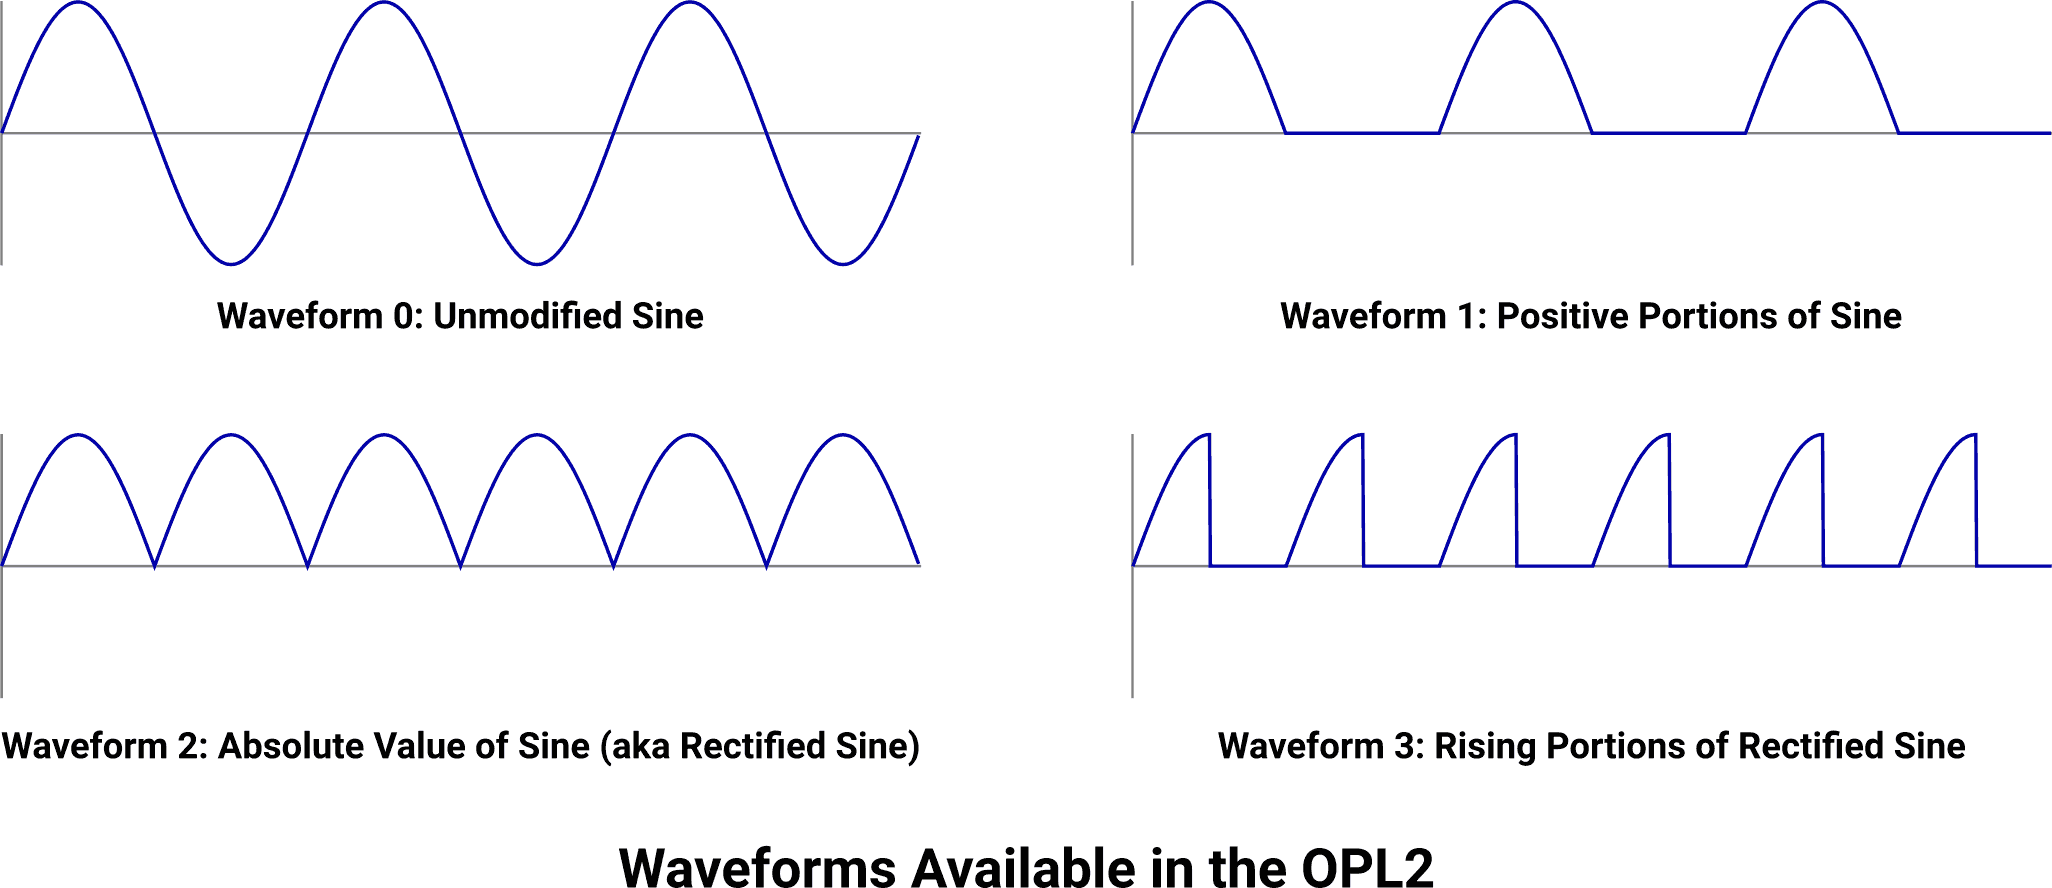 Waveform 0: Unmodified Sine
Waveform 1: Positive Portions of Sine
Waveform 2: Absolute Value of Sine (aka Rectified Sine)
Waveform 3: Rising Portions of Rectified Sine
Waveforms Available in the OPL2